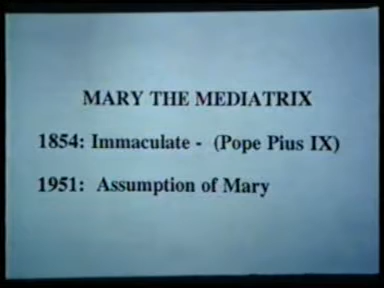 MARY THE MEDIATRIX
1854: Immaculate - (Pope Pius IX)
1951: Assumption of Mary